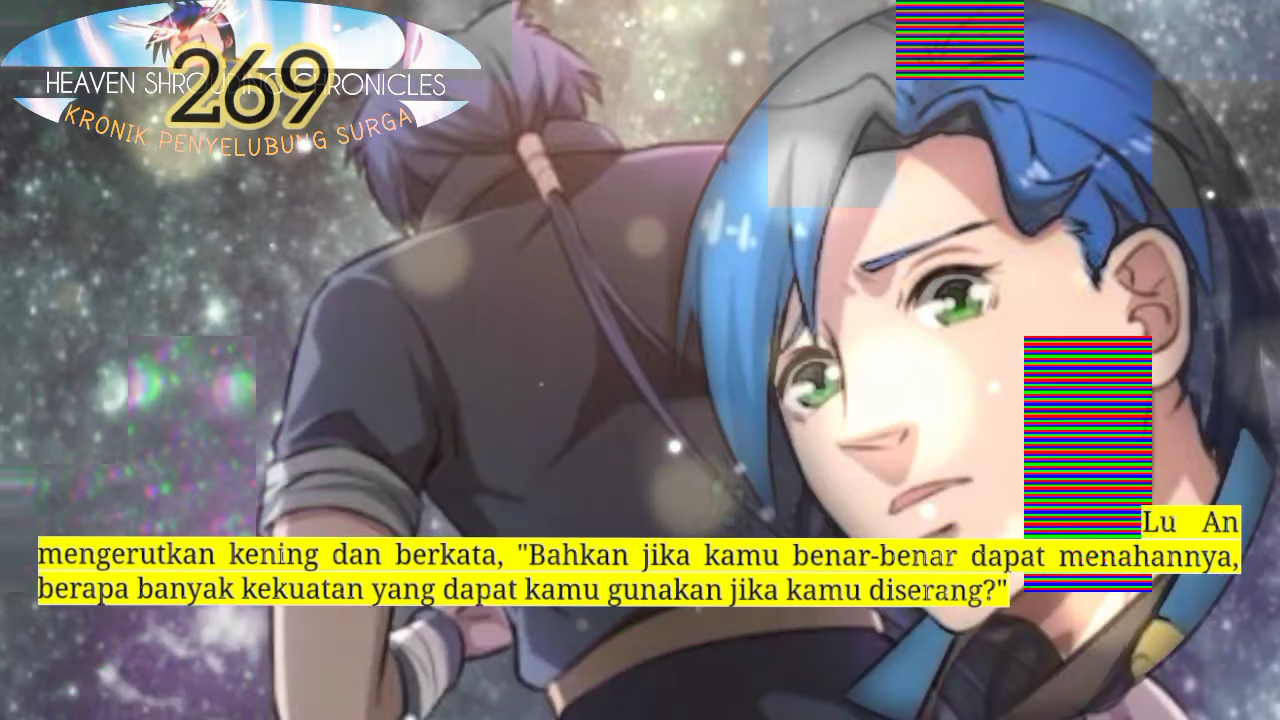 269
HEAVEN SHROUDING CHRONICLES
KRONIK PENYELUBUNG SURGA
Lu An
mengerutkan kening dan berkata, "Bahkan jika kamu benar-benar dapat menahannya,
berapa banyak kekuatan yang dapat kamu gunakan jika kamu diserang?"